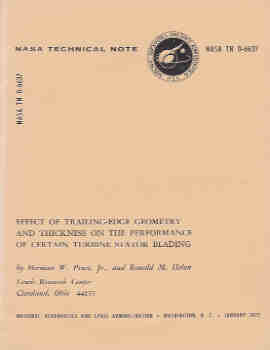 NASA TECHNICAL NOTE
NASA TN D-6637
NASA TN D-6637
EFFECT OF TRAILING-EDGE GEOMETRY
AND THICKNESS ON THE PERFORMANCE
OF CERTAIN TURBINE STATOR BLADING
by Herman W. Prust, Jr., and Ronald M. Helon
Lewis Research Center
Cleveland, Ohio 44135
NATIONAL AERONAUTICS AND SPACE ADMINISTRATION • WASHINGTON, D. C. • JANUARY 1972